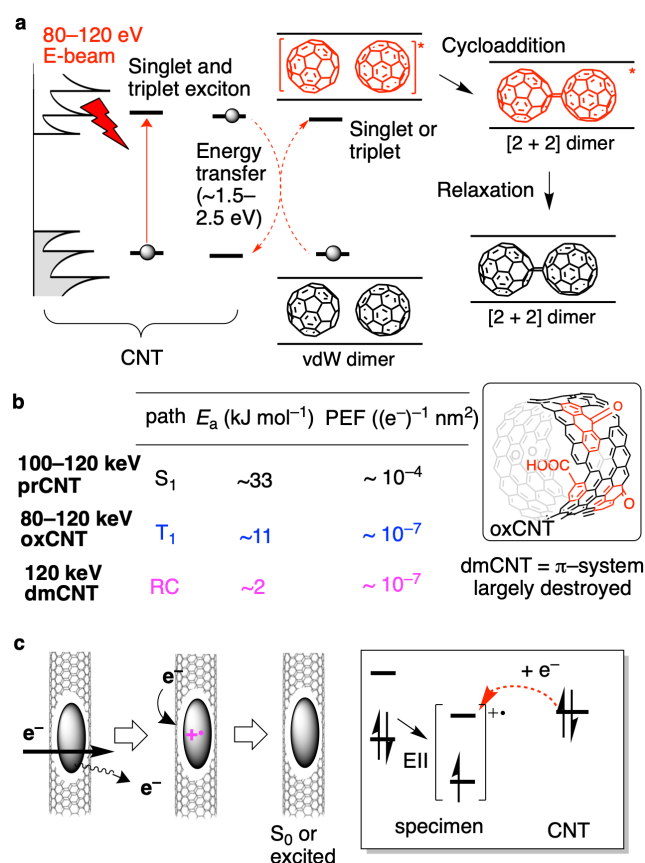 a
80–120 eV
E-beam
Singlet and
triplet exciton
Energy
transfer
(~1.5–
2.5 eV)
CNT
*
Singlet or
triplet
vdW dimer
Cycloaddition
*
[2 + 2] dimer
Relaxation
[2 + 2] dimer
b
path Ea (kJ mol–1) PEF ((e–)–1 nm2)
100–120 keV
prCNT
S1 ~33 ~ 10–4
80–120 keV
oxCNT
T1 ~11 ~ 10–7
120 keV
dmCNT
RC ~2 ~ 10–7
O
HOOC
O
oxCNT
dmCNT = π–system
largely destroyed
c
e–
e–
e–
+•
S0 or
excited
+ e–
+•
EII
specimen
CNT